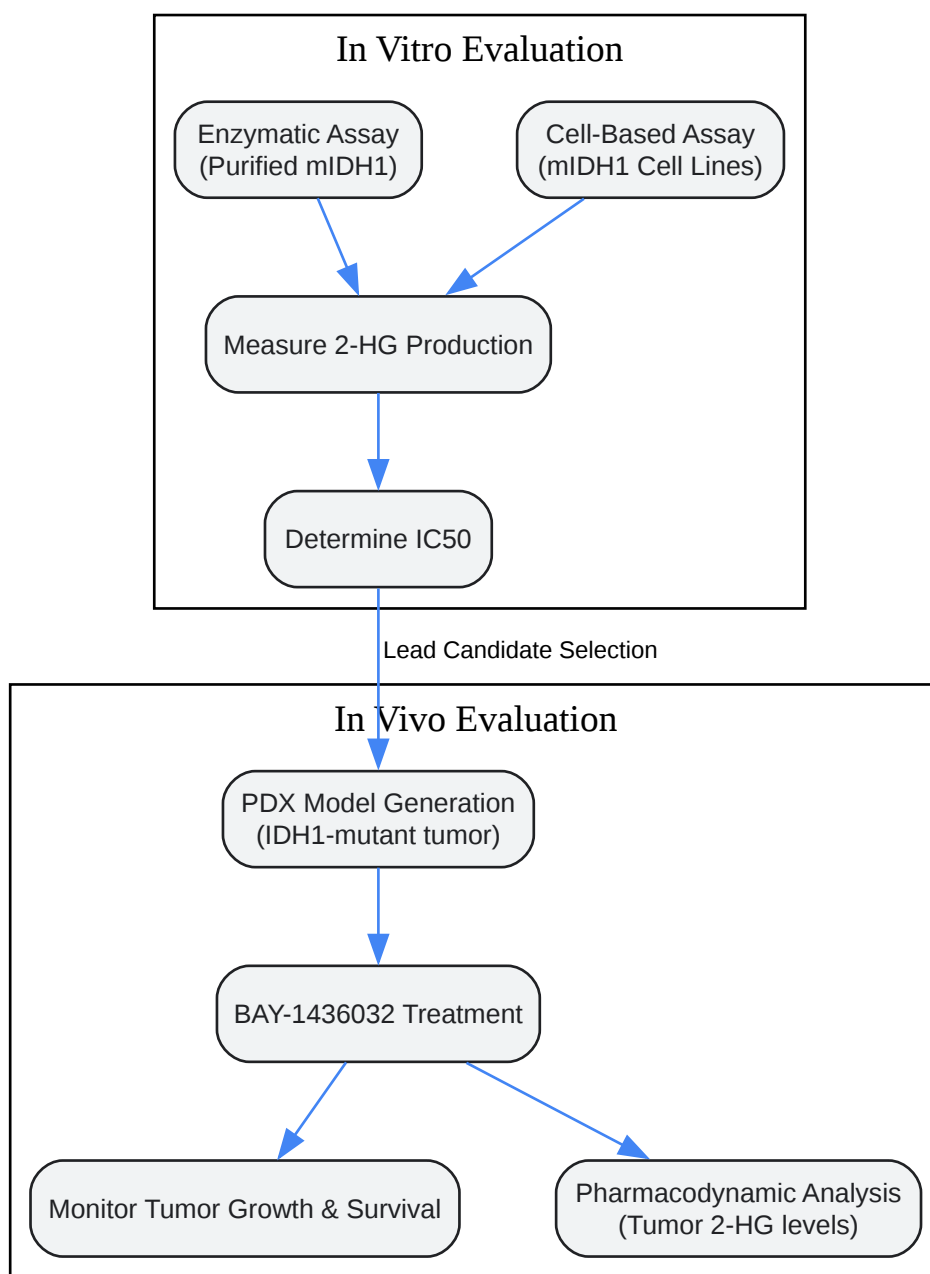 In Vitro Evaluation
Enzymatic Assay
(Purified mIDH1)
Cell-Based Assay
(mIDH1 Cell Lines)
Measure 2-HG Production
Determine IC50
Lead Candidate Selection
In Vivo Evaluation
PDX Model Generation
(IDH1-mutant tumor)
BAY-1436032 Treatment
Monitor Tumor Growth & Survival
Pharmacodynamic Analysis
(Tumor 2-HG levels)